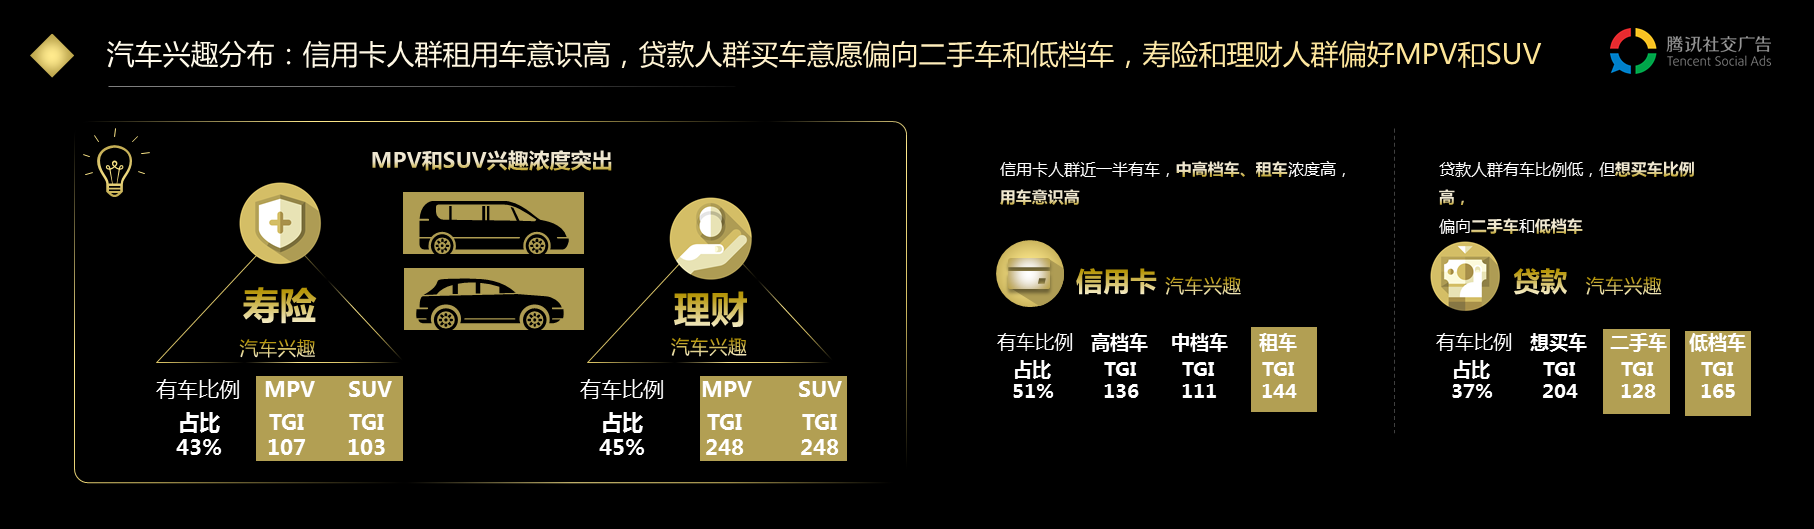 汽车兴趣分布：信用卡人群租用车意识高，贷款人群买车意愿偏向二手车和低档车，寿险和理财人群偏好MPV和SUV
腾讯社交广告
Tencent Social Ads
MPV和SUV兴趣浓度突出
寿险
汽车兴趣
有车比例 MPV SUV
占比 TGI TGI
43% 107 103
理财
汽车兴趣
有车比例 MPV SUV
占比 TGI TGI
45% 248 248
信用卡人群近一半有车，中高档车、租车浓度高，
用车意识高
信用卡 汽车兴趣
有车比例 高档车 中档车 租车
占比 TGI TGI TGI
51% 136 111 144
贷款人群有车比例低，但想买车比例
高，
偏向二手车和低档车
贷款 汽车兴趣
有车比例 想买车 二手车 低档车
占比 TGI TGI TGI
37% 204 128 165